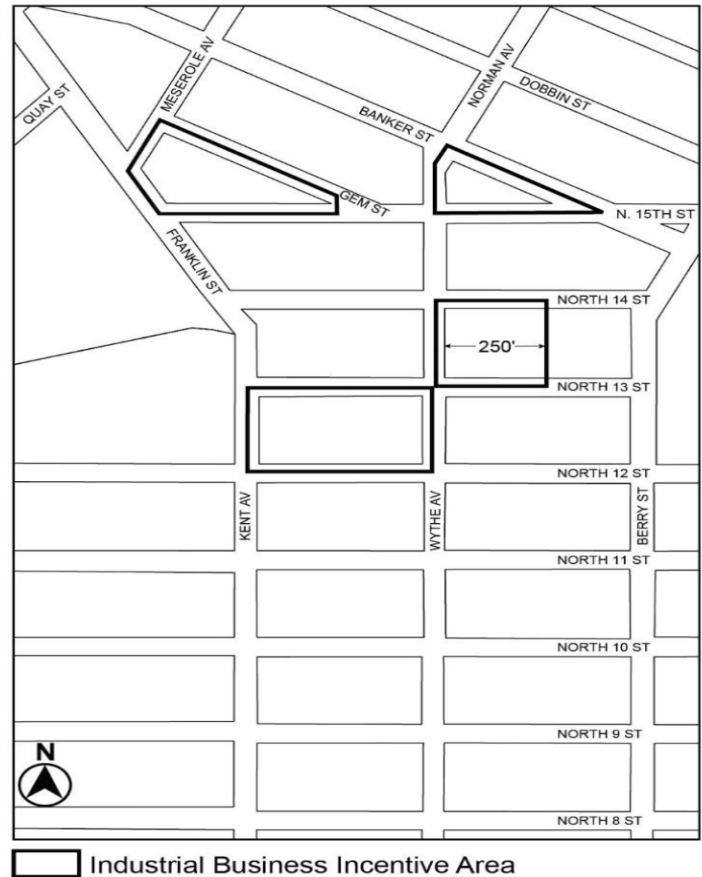 MESEROLE AV
NORMAN AV
QUAY ST
DOBBIN ST
BANKER ST
GEM ST
N. 15TH ST
FRANKLIN ST
NORTH 14 ST
250'
NORTH 13 ST
NORTH 12 ST
KENT AV
WYTHE AV
BERRY ST
NORTH 11 ST
NORTH 10 ST
NORTH 9 ST
N
NORTH 8 ST
Industrial Business Incentive Area